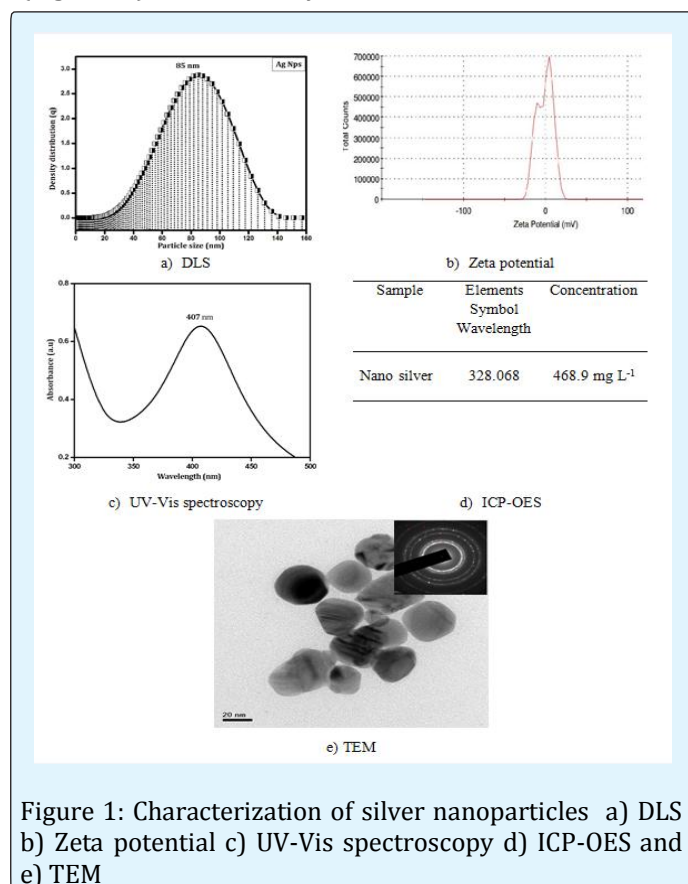 3.0
2.5
2.0
1.5
1.0
0.5
0.0
Density distribution (q)
85 nm
Ag Nps
0 20 40 60 80 100 120 140 160
Particle size (nm)
a) DLS
700000
600000
500000
400000
300000
200000
100000
0
Total Counts
-100 0 100
Zeta Potential (mV)
b) Zeta potential
0.8
0.6
0.4
0.2
Absorbance (a.u)
407 nm
300 350 400 450 500
Wavelength (nm)
c) UV-Vis spectroscopy
Sample Elements Concentration
Symbol
Wavelength
Nano silver 328.068 468.9 mg L-1
d) ICP-OES
20 nm
e) TEM
Figure 1: Characterization of silver nanoparticles a) DLS
b) Zeta potential c) UV-Vis spectroscopy d) ICP-OES and
e) TEM